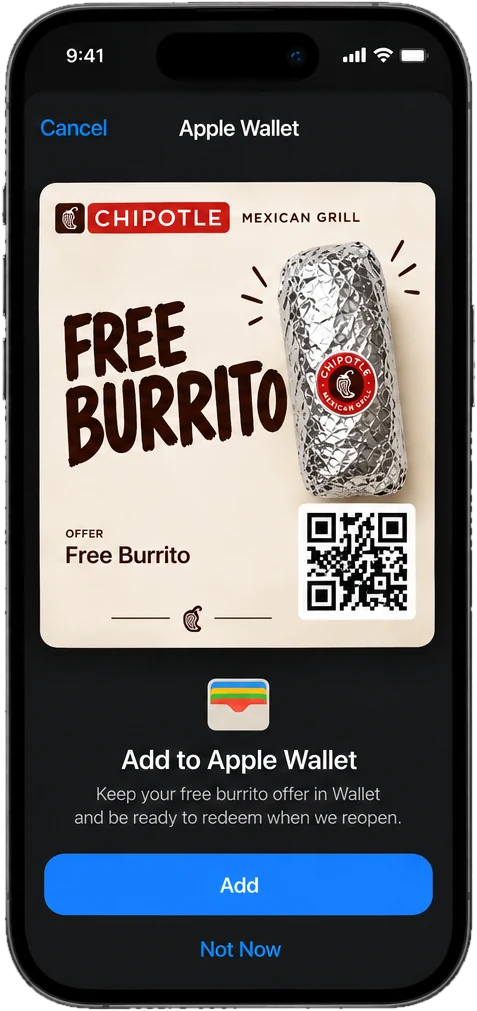 9:41
Cancel
Apple Wallet
CHIPOTLE MEXICAN GRILL
FREE
BURRITO
CHIPOTLE
MEXICAN GRILL
OFFER
Free Burrito
Add to Apple Wallet
Keep your free burrito offer in Wallet
and be ready to redeem when we reopen.
Add
Not Now